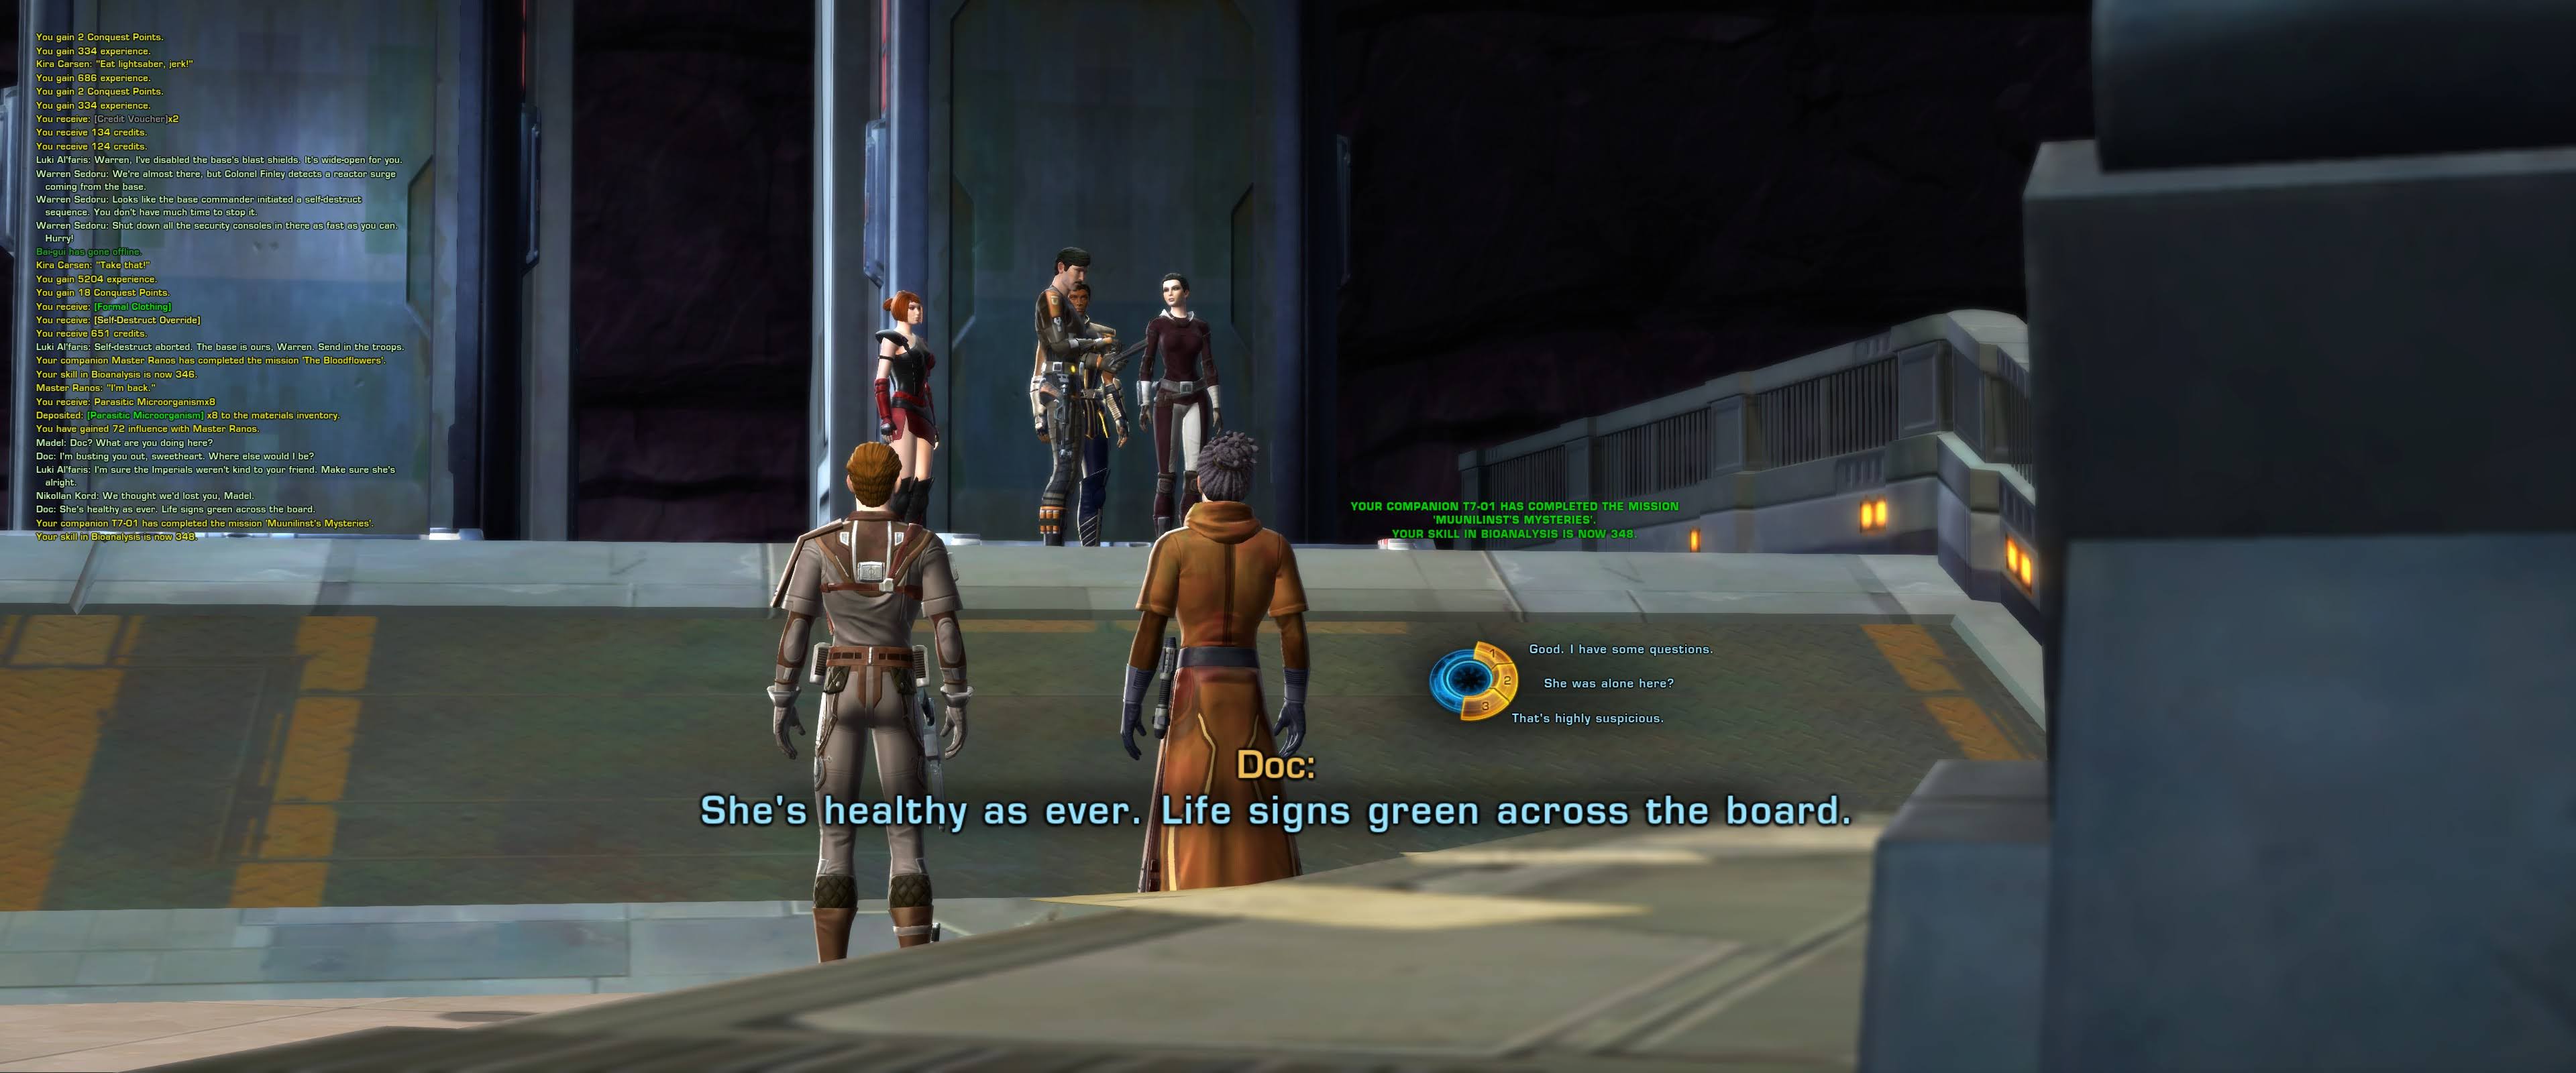 You gain 2 Conquest Points.
You gain 334 experience.
Kira Carsen: "Eat lightsaber, jerk!"
You gain 686 experience.
You gain 2 Conquest Points.
You gain 334 experience.
You receive: [Credit Voucher]x2
You receive 134 credits.
You receive 124 credits.
Luki Al'faris: Warren, I've disabled the base's blast shields. It's wide-open for you.
Warren Sedoru: We're almost there, but Colonel Finley detects a reactor surge
coming from the base.
Warren Sedoru: Looks like the base commander initiated a self-destruct
sequence. You don't have much time to stop it.
Warren Sedoru: Shut down all the security consoles in there as fast as you can.
Hurry!
Bai-gui has gone offline.
Kira Carsen: "Take that!"
You gain 5204 experience.
You gain 18 Conquest Points.
You receive: [Formal Clothing]
You receive: [Self-Destruct Override]
You receive 651 credits.
Luki Al'faris: Self-destruct aborted. The base is ours, Warren. Send in the troops.
Your companion Master Ranos has completed the mission 'The Bloodflowers'.
Your skill in Bioanalysis is now 346.
Master Ranos: "I'm back."
You receive: Parasitic Microorganismx8
Deposited: [Parasitic Microorganism] x8 to the materials inventory.
You have gained 72 influence with Master Ranos.
Madel: Doc? What are you doing here?
Doc: I'm busting you out, sweetheart. Where else would I be?
Luki Al'faris: I'm sure the Imperials weren't kind to your friend. Make sure she's
alright.
Nikollan Kord: We thought we'd lost you, Madel.
Doc: She's healthy as ever. Life signs green across the board.
Your companion T7-O1 has completed the mission 'Muunilinst's Mysteries'.
Your skill in Bioanalysis is now 348.
YOUR COMPANION T7-O1 HAS COMPLETED THE MISSION
'MUUNILINST'S MYSTERIES'.
YOUR SKILL IN BIOANALYSIS IS NOW 348.
1 Good. I have some questions.
2 She was alone here?
3 That's highly suspicious.
Doc:
She's healthy as ever. Life signs green across the board.